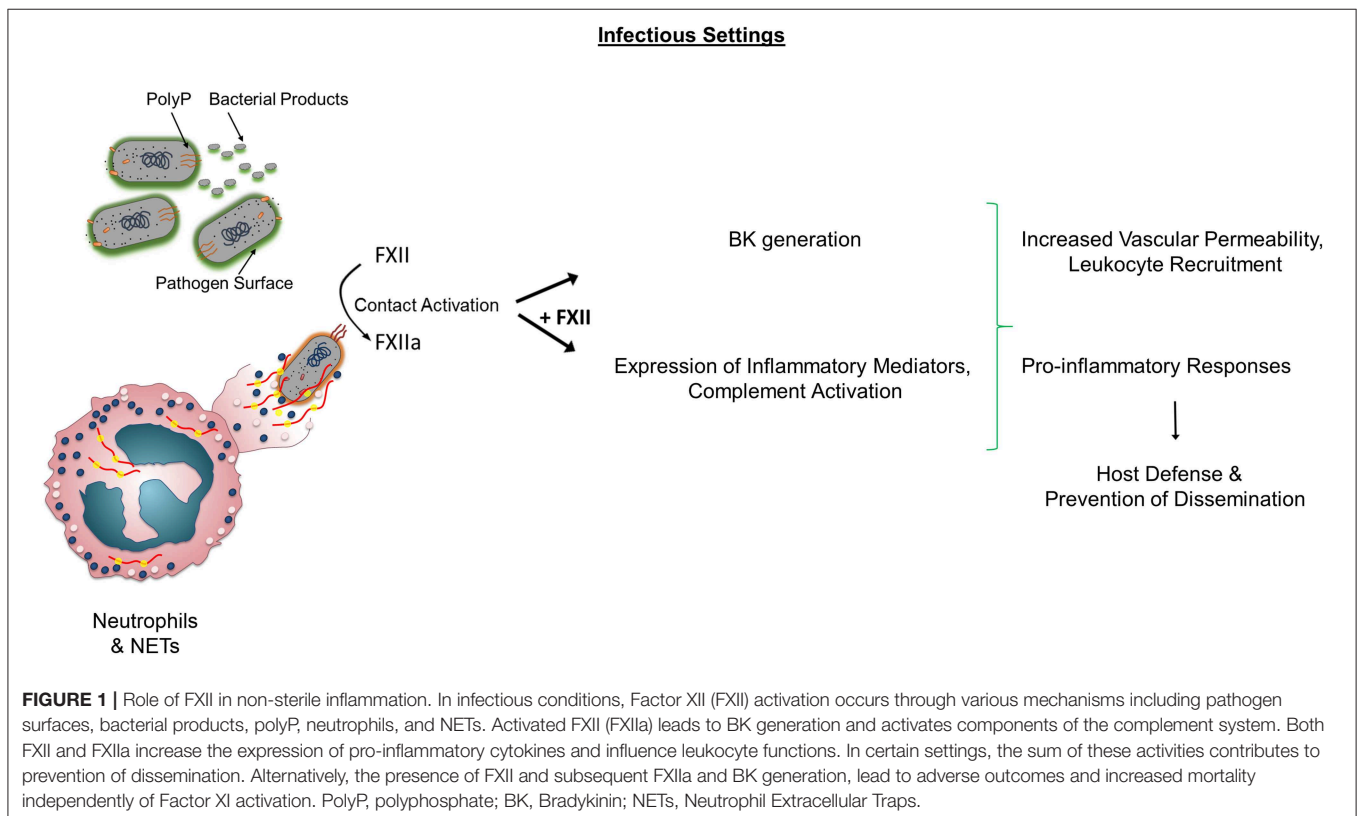 Infectious Settings
PolyP
Bacterial Products
Pathogen Surface
FXII
Contact Activation
FXIIa
+ FXII
BK generation
Expression of Inflammatory Mediators,
Complement Activation
Increased Vascular Permeability,
Leukocyte Recruitment
Pro-inflammatory Responses
Host Defense &
Prevention of Dissemination
Neutrophils
& NETs
FIGURE 1 | Role of FXII in non-sterile inflammation. In infectious conditions, Factor XII (FXII) activation occurs through various mechanisms including pathogen
surfaces, bacterial products, polyP, neutrophils, and NETs. Activated FXII (FXIIa) leads to BK generation and activates components of the complement system. Both
FXII and FXIIa increase the expression of pro-inflammatory cytokines and influence leukocyte functions. In certain settings, the sum of these activities contributes to
prevention of dissemination. Alternatively, the presence of FXII and subsequent FXIIa and BK generation, lead to adverse outcomes and increased mortality
independently of Factor XI activation. PolyP, polyphosphate; BK, Bradykinin; NETs, Neutrophil Extracellular Traps.